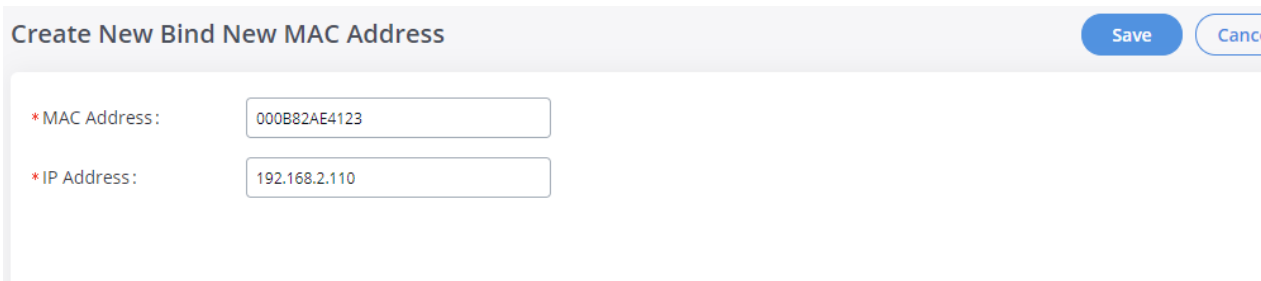 Create New Bind New MAC Address
Save
* MAC Address:
000B82AE4123
* IP Address:
192.168.2.110